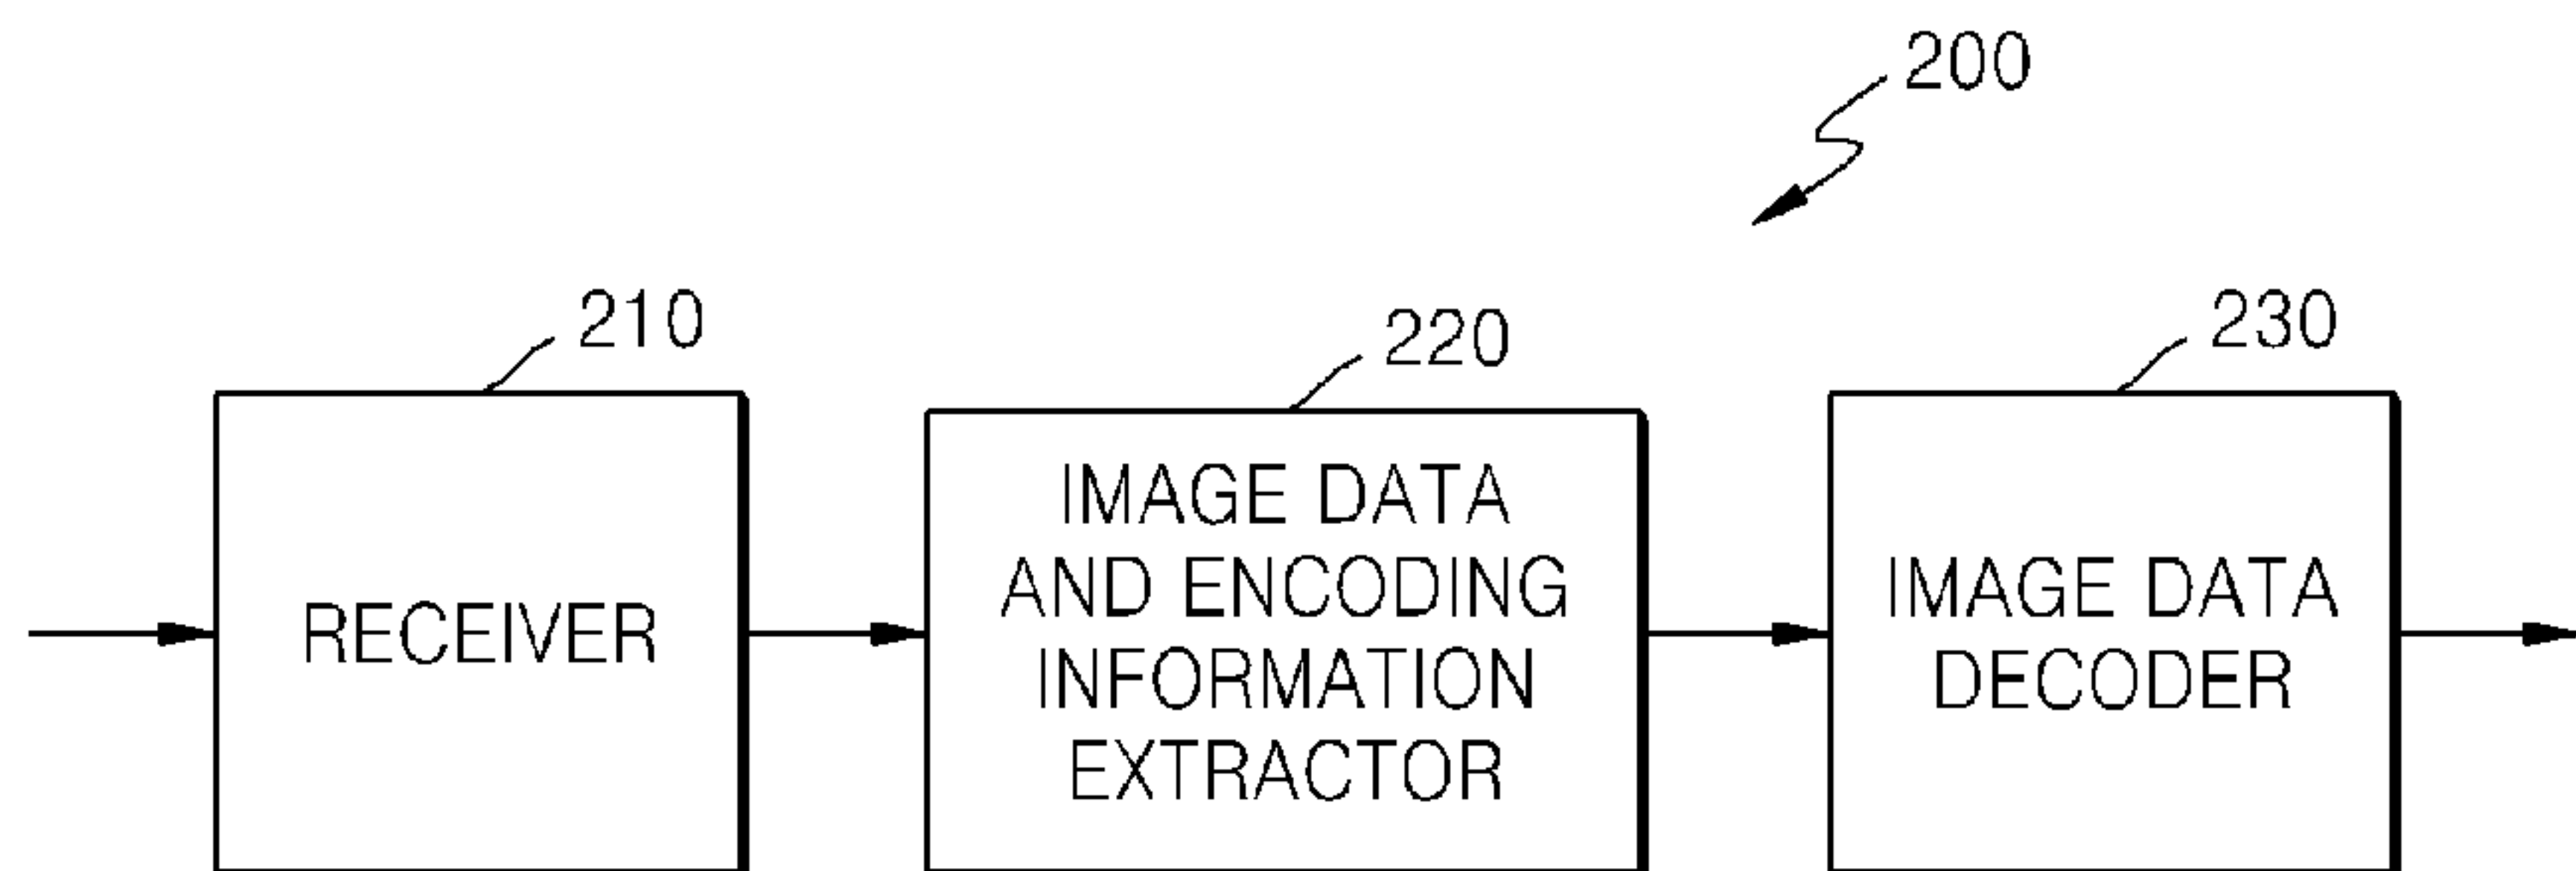 200
210
220
230
RECEIVER
IMAGE DATA
AND ENCODING
INFORMATION
EXTRACTOR
IMAGE DATA
DECODER